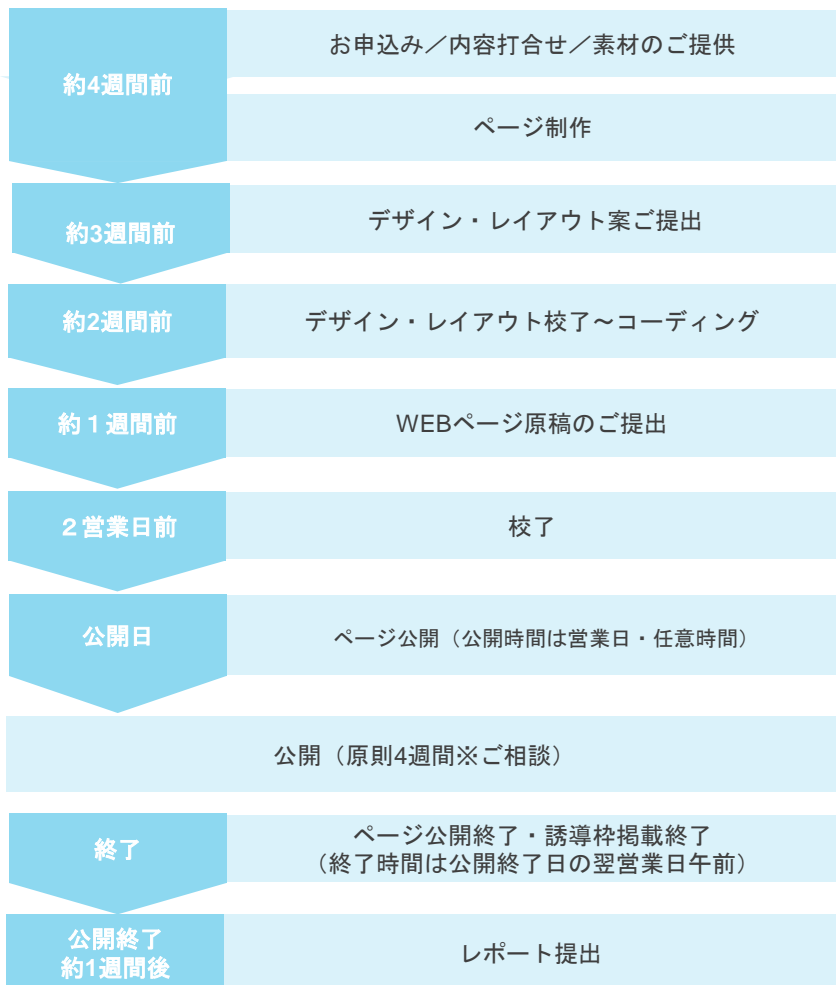 約4週間前
お申込み／内容打合せ／素材のご提供
ページ制作
約3週間前
デザイン・レイアウト案ご提出
約2週間前
デザイン・レイアウト校了～コーディング
約１週間前
WEBページ原稿のご提出
２営業日前
校了
公開日
ページ公開（公開時間は営業日・任意時間）
公開（原則4週間※ご相談）
終了
ページ公開終了・誘導枠掲載終了
（終了時間は公開終了日の翌営業日午前）
公開終了
約1週間後
レポート提出